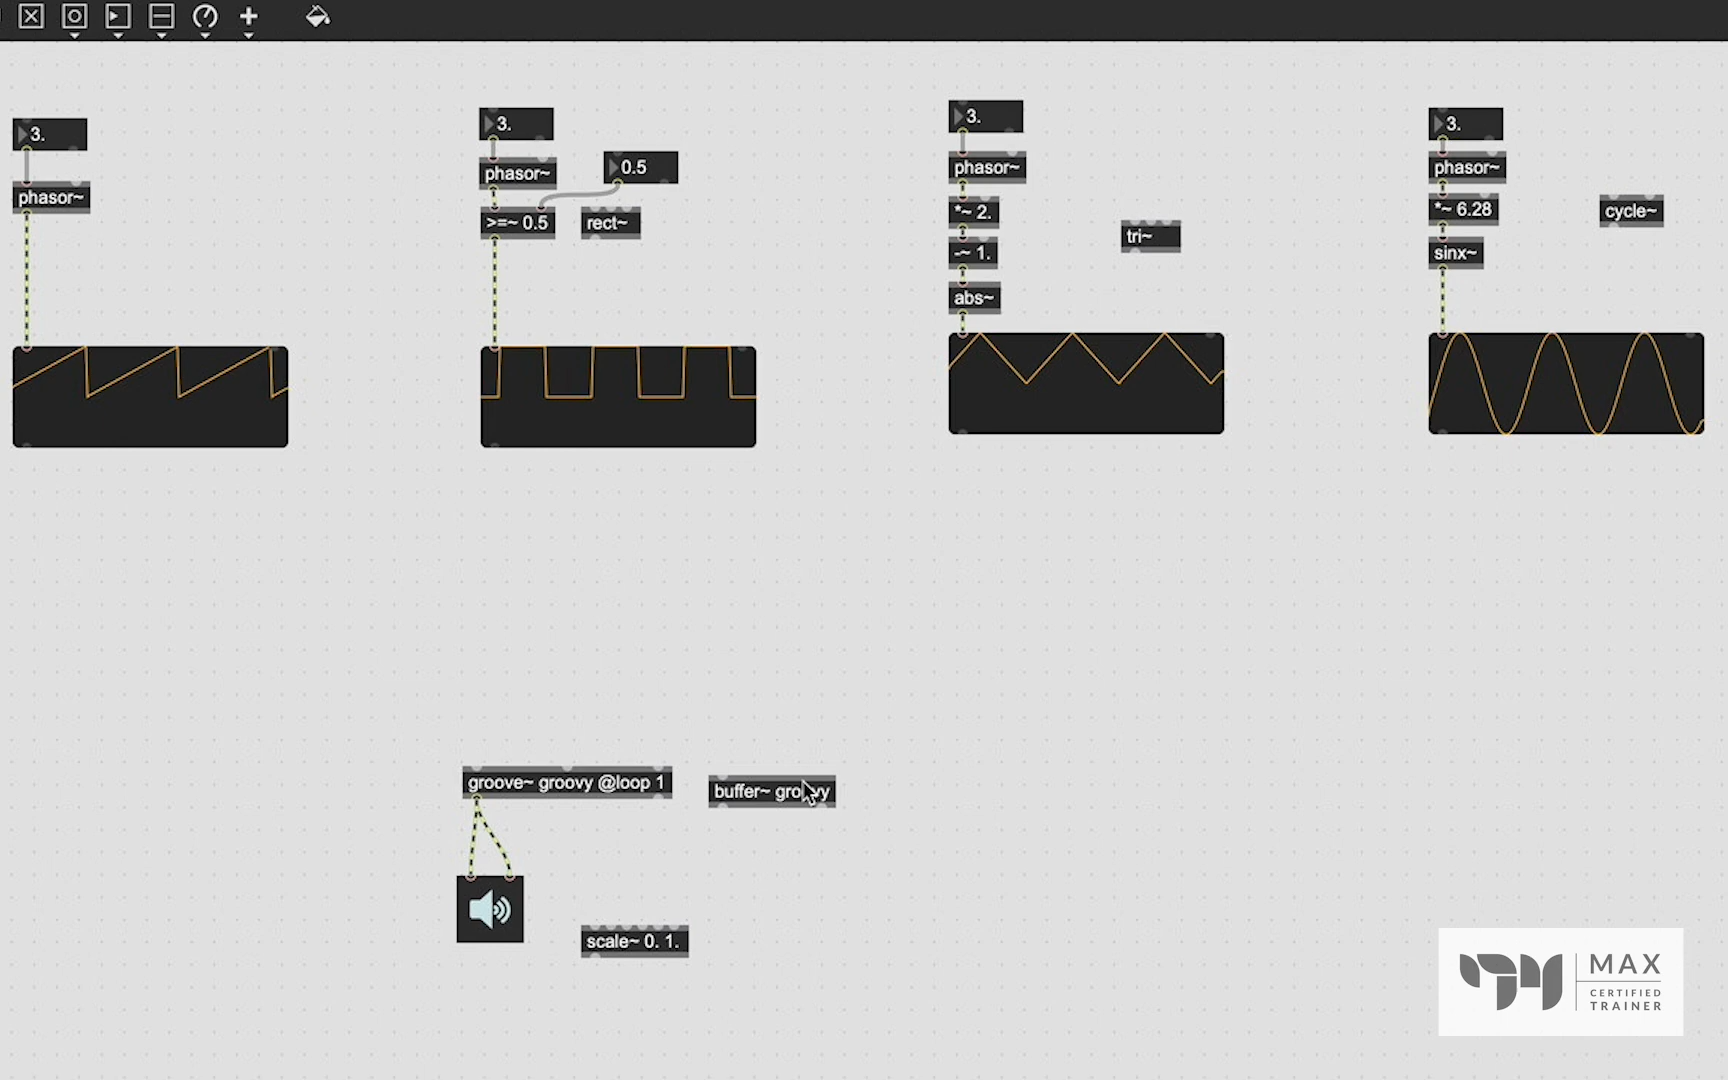 3.
phasor~
3.
phasor~
0.5
>=~ 0.5
rect~
3.
phasor~
*~ 2.
-~ 1.
abs~
tri~
3.
phasor~
*~ 6.28
sinx~
cycle~
groove~ groovy @loop 1
buffer~ groovy
scale~ 0. 1.
MAX
CERTIFIED
TRAINER